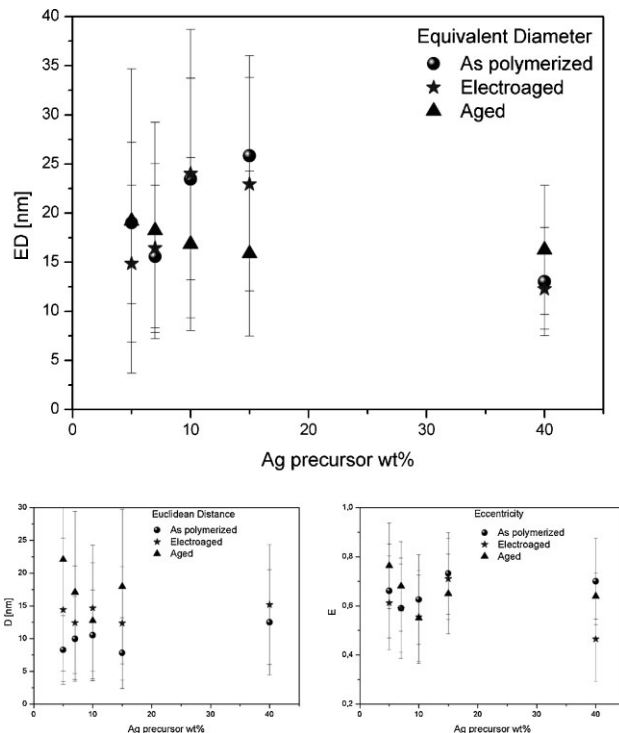 40
35
30
25
20
15
10
5
0
ED [nm]
Equivalent Diameter
As polymerized
Electroaged
Aged
0 10 20 30 40
Ag precursor wt%
30
25
20
15
10
5
0
D [nm]
Euclidean Distance
As polymerized
Electroaged
Aged
0 10 20 30 40
Ag precursor wt%
1,0
0,8
0,6
0,4
0,2
E
Eccentricity
As polymerized
Electroaged
Aged
0 10 20 30 40
Ag precursor wt%